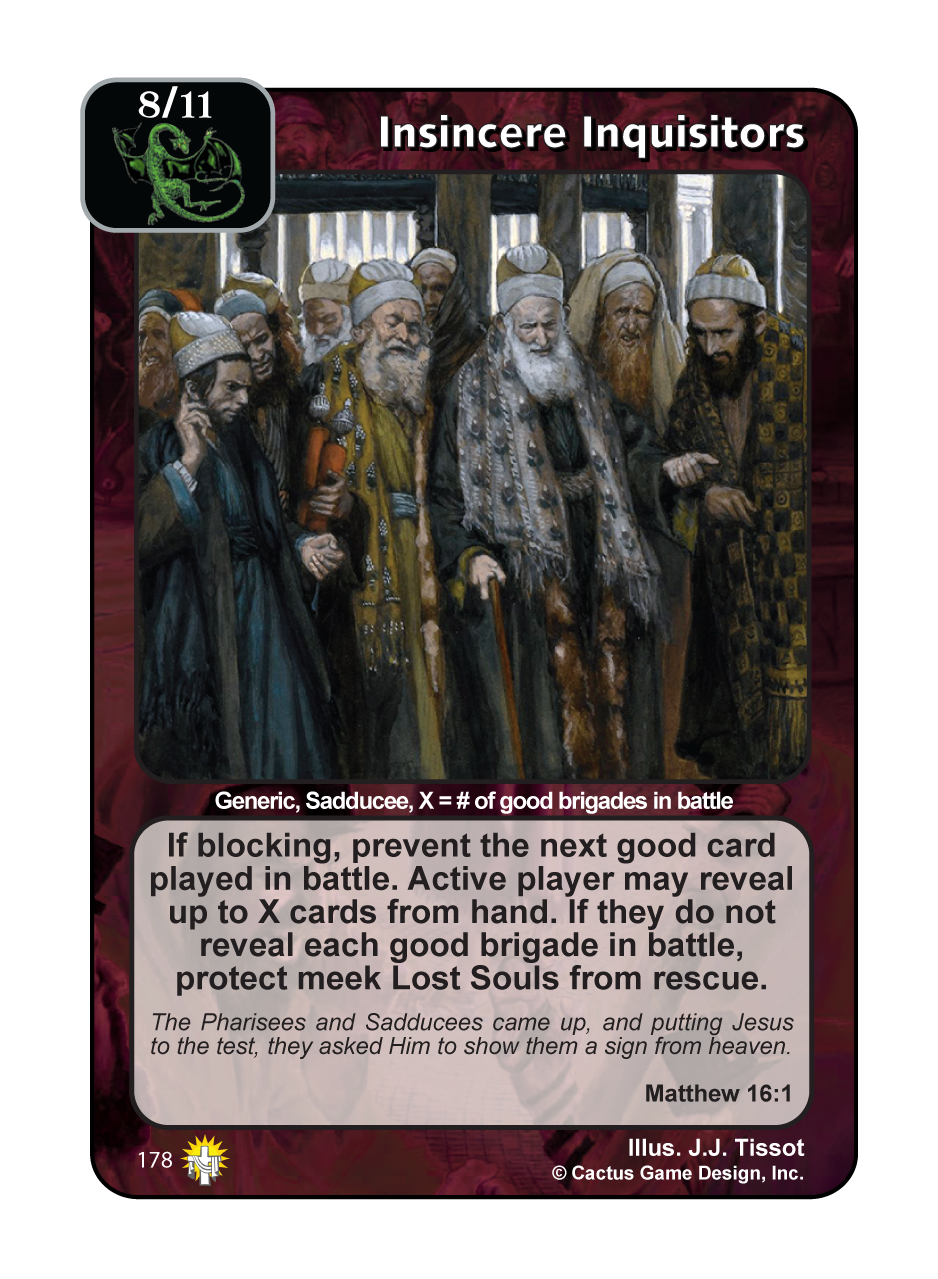 8/11
Insincere Inquisitors
Generic, Sadducee, X = # of good brigades in battle
If blocking, prevent the next good card
played in battle. Active player may reveal
up to X cards from hand. If they do not
reveal each good brigade in battle,
protect meek Lost Souls from rescue.
The Pharisees and Sadducees came up, and putting Jesus
to the test, they asked Him to show them a sign from heaven.
Matthew 16:1
178
Illus. J.J. Tissot
© Cactus Game Design, Inc.